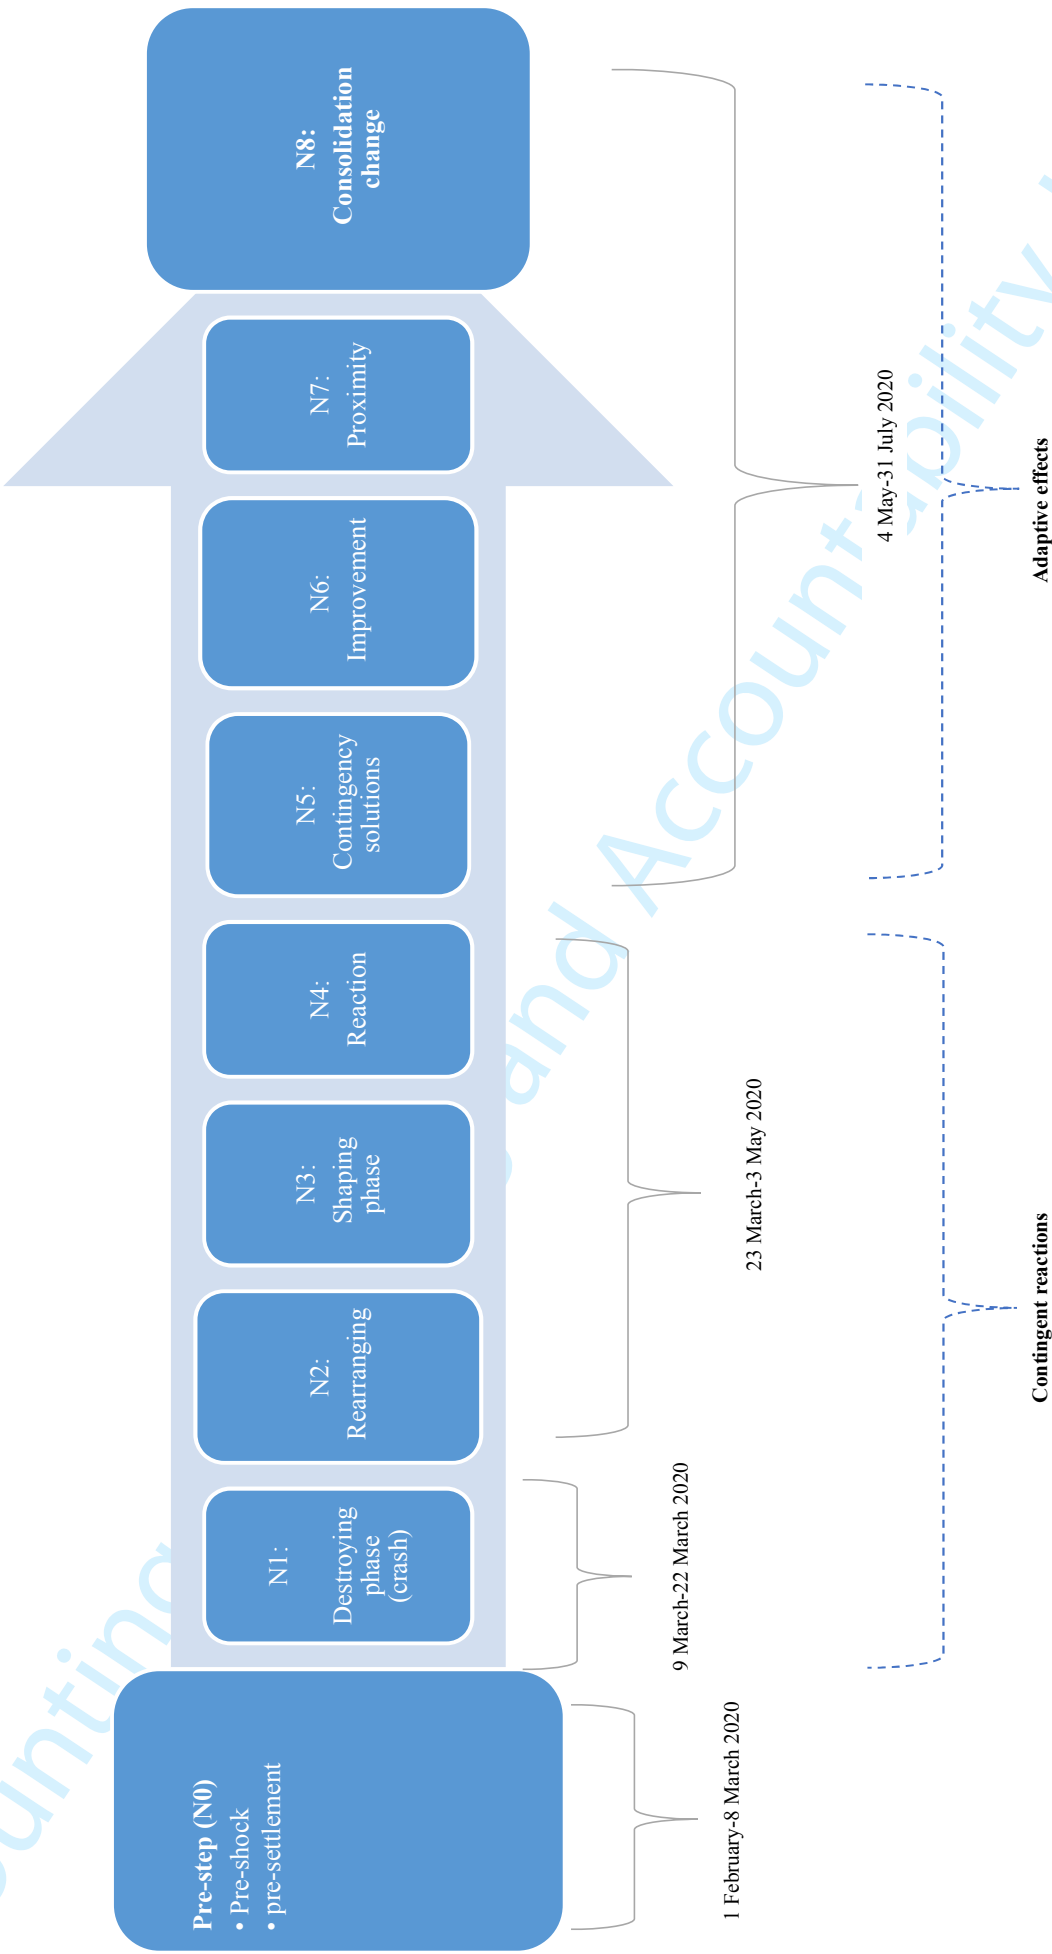 Pre-step (N0)
• Pre-shock
• pre-settlement
N1:
Destroying
phase
(crash)
N2:
Rearranging
N3:
Shaping
phase
N4:
Reaction
N5:
Contingency
solutions
N6:
Improvement
N7:
Proximity
N8:
Consolidation
change
1 February-8 March 2020
9 March-22 March 2020
23 March-3 May 2020
4 May-31 July 2020
Contingent reactions
Adaptive effects
and Accountability